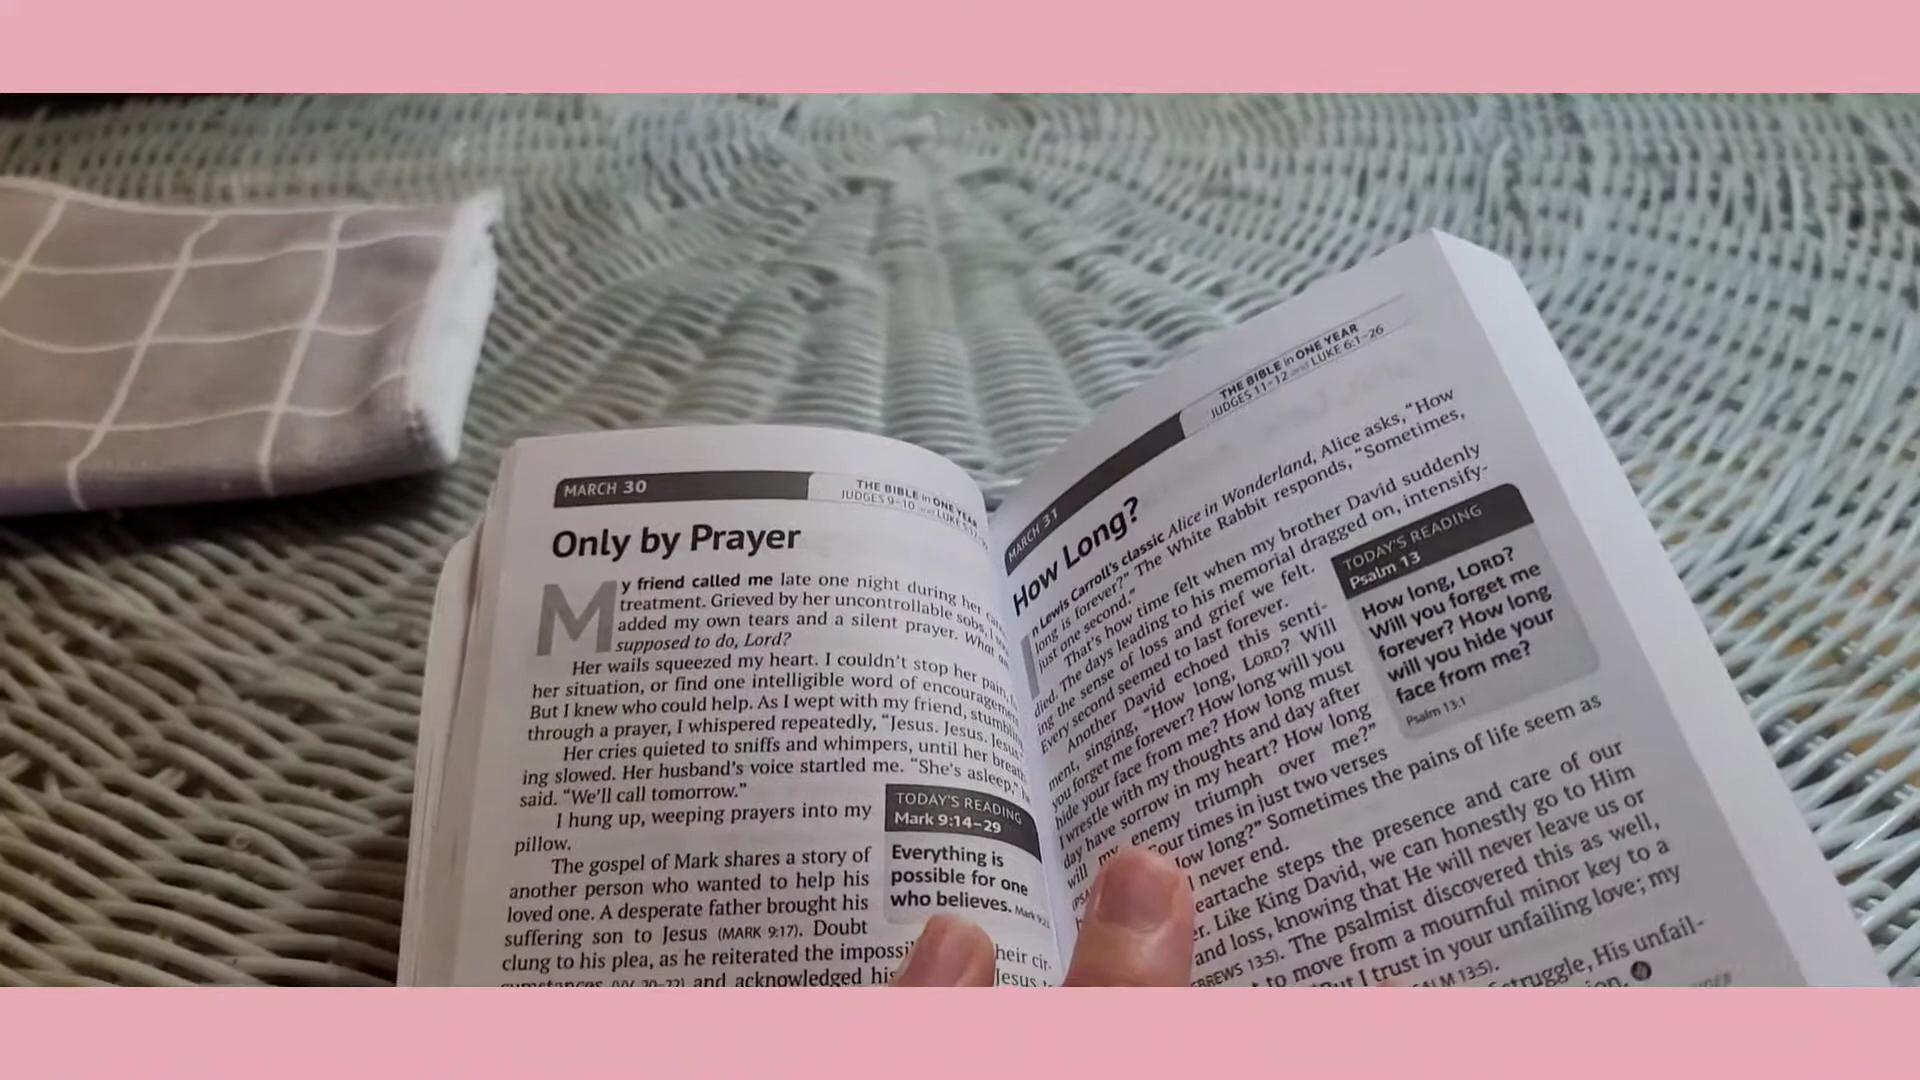 MARCH 30
THE BIBLE in ONE YEAR
JUDGES 9–10 and LUKE
Only by Prayer
My friend called me late one night during her
treatment. Grieved by her uncontrollable sobs, I
added my own tears and a silent prayer. What
supposed to do, Lord?
Her wails squeezed my heart. I couldn't stop her pain,
her situation, or find one intelligible word of encouragement
But I knew who could help. As I wept with my friend,
through a prayer, I whispered repeatedly, "Jesus. Jesus. Jesus
Her cries quieted to sniffs and whimpers, until her breath
ing slowed. Her husband's voice startled me. "She's asleep,"
said. "We'll call tomorrow."
I hung up, weeping prayers into my
pillow.
The gospel of Mark shares a story of
another person who wanted to help his
loved one. A desperate father brought his
suffering son to Jesus (MARK 9:17). Doubt
clung to his plea, as he reiterated the heir cir-
and acknowledged his Jesus
TODAY'S READING
Mark 9:14–29
Everything is
possible for one
who believes.
MARCH 31
THE BIBLE in ONE YEAR
JUDGES 11–12 and LUKE 6:1–26
How Long?
n Lewis Carroll's classic Alice in Wonderland, Alice asks, "How
long is forever?" The White Rabbit responds, "Sometimes,
just one second."
That's how time felt when my brother David suddenly
died. The days leading to his memorial dragged on, intensify-
ing the sense of loss and grief we felt.
Every second seemed to last forever.
Another David echoed this senti-
ment, singing, "How long, LORD? Will
you forget me forever? How long will you
hide your face from me? How long must
I wrestle with my thoughts and day after
day have sorrow in my heart? How long
will my enemy triumph over me?"
four times in just two verses
ow long?" Sometimes the pains of life seem as
never end.
eartache steps the presence and care of our
er. Like King David, we can honestly go to Him
and loss, knowing that He will never leave us or
13:5). The psalmist discovered this as well,
to move from a mournful minor key to a
ut I trust in your unfailing love; my
M 13:5).
struggle, His unfail-
TODAY'S READING
Psalm 13
How long, LORD?
Will you forget me
forever? How long
will you hide your
face from me?
Psalm 13:1